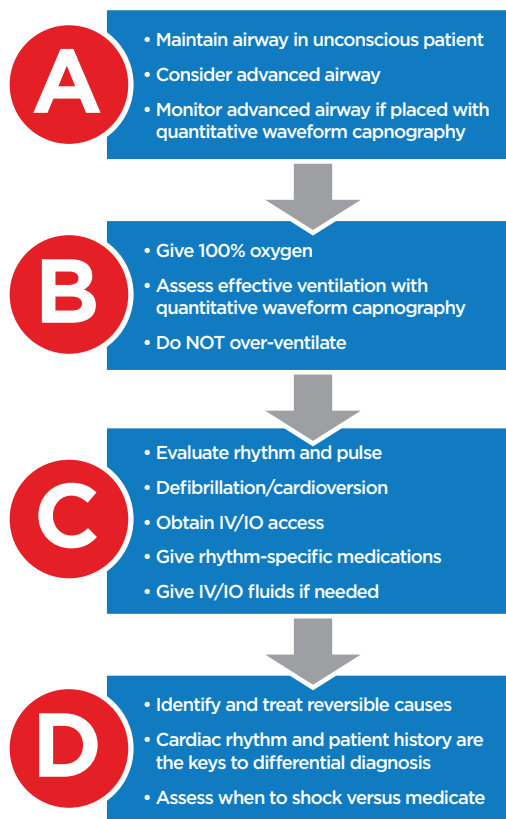 A
• Maintain airway in unconscious patient
• Consider advanced airway
• Monitor advanced airway if placed with
quantitative waveform capnography
B
• Give 100% oxygen
• Assess effective ventilation with
quantitative waveform capnography
• Do NOT over-ventilate
C
• Evaluate rhythm and pulse
• Defibrillation/cardioversion
• Obtain IV/IO access
• Give rhythm-specific medications
• Give IV/IO fluids if needed
D
• Identify and treat reversible causes
• Cardiac rhythm and patient history are
the keys to differential diagnosis
• Assess when to shock versus medicate